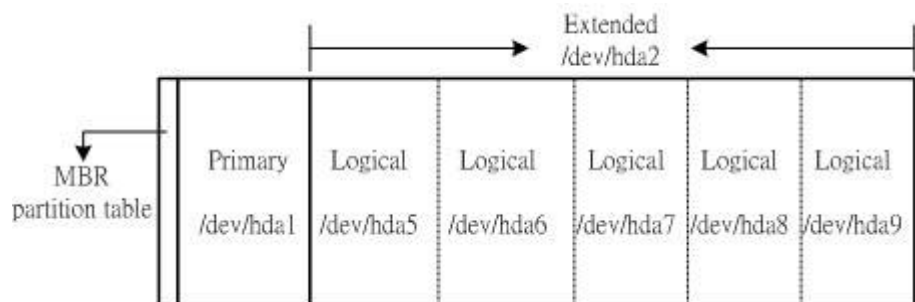 Extended
/dev/hda2
MBR
partition table
Primary
Logical
Logical
Logical
Logical
Logical
/dev/hda1
/dev/hda5
/dev/hda6
/dev/hda7
/dev/hda8
/dev/hda9